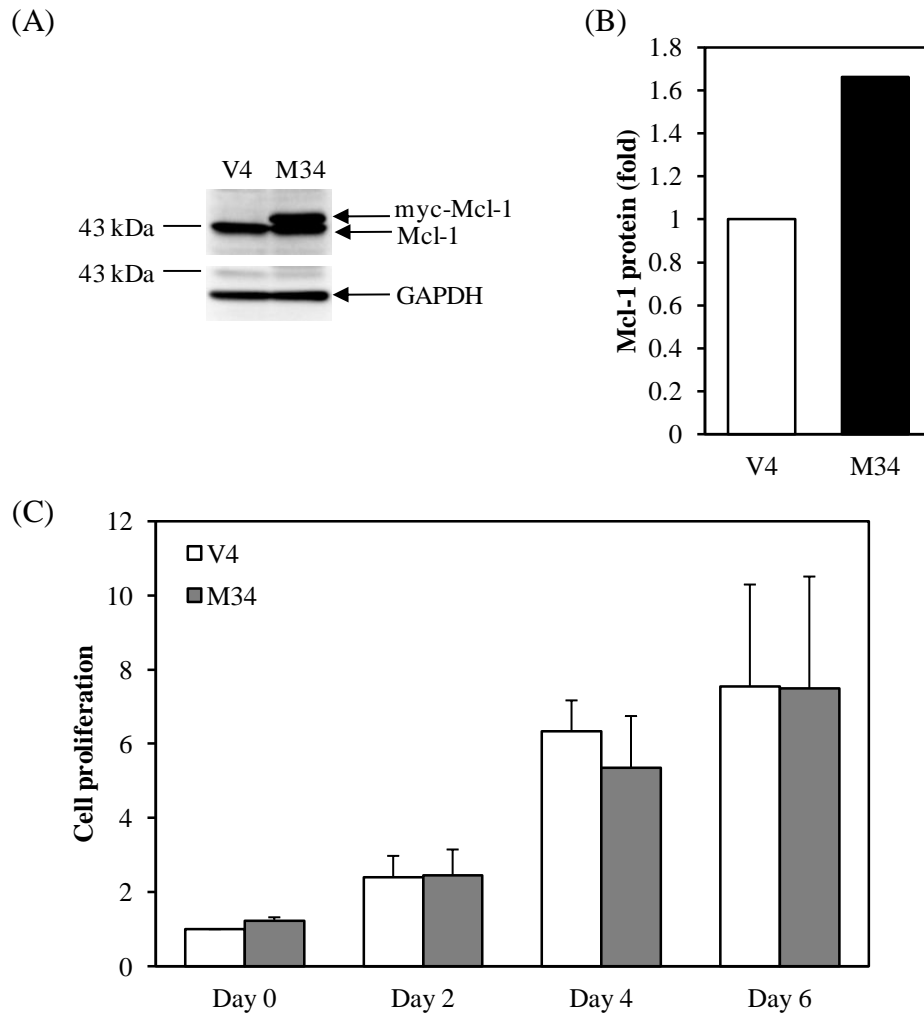 (A)
V4 M34
43 kDa
myc-Mcl-1
Mcl-1
43 kDa
GAPDH
(B)
Mcl-1 protein (fold)
1.8
1.6
1.4
1.2
1
0.8
0.6
0.4
0.2
0
V4 M34
(C)
Cell proliferation
12
10
8
6
4
2
0
V4
M34
Day 0 Day 2 Day 4 Day 6